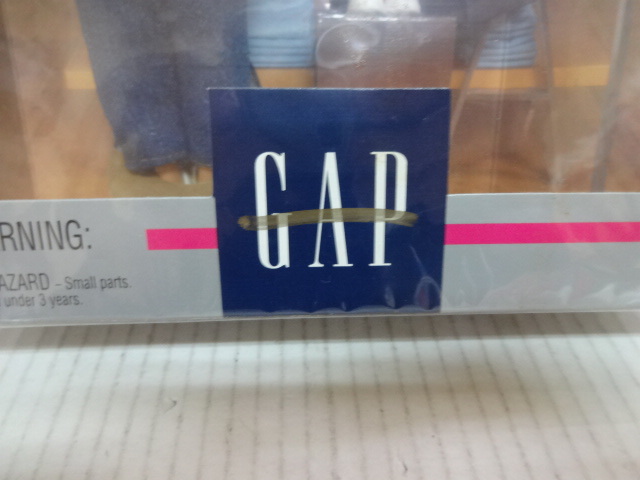 GAP
RNING:
AZARD – Small parts.
under 3 years.